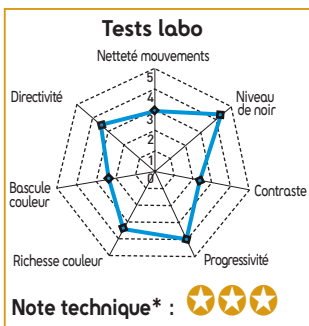 Tests labo
Netteté mouvements
5
4
3
2
1
0
Directivité
Niveau
de noir
Bascule
couleur
Contraste
Richesse couleur
Progressivité
Note technique* :